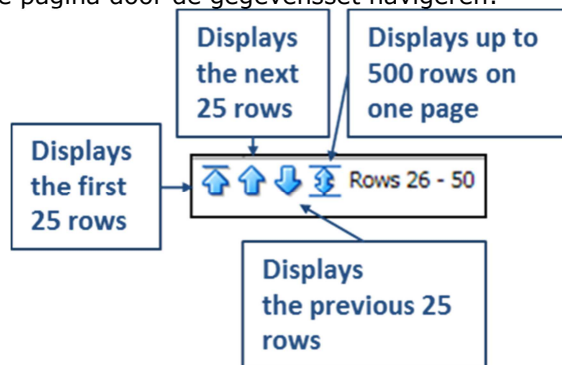 e pagina door de gegevensset navigeren:
Displays
the next
25 rows
Displays up to
500 rows on
one page
Displays
the first
25 rows
Rows 26 - 50
Displays
the previous 25
rows